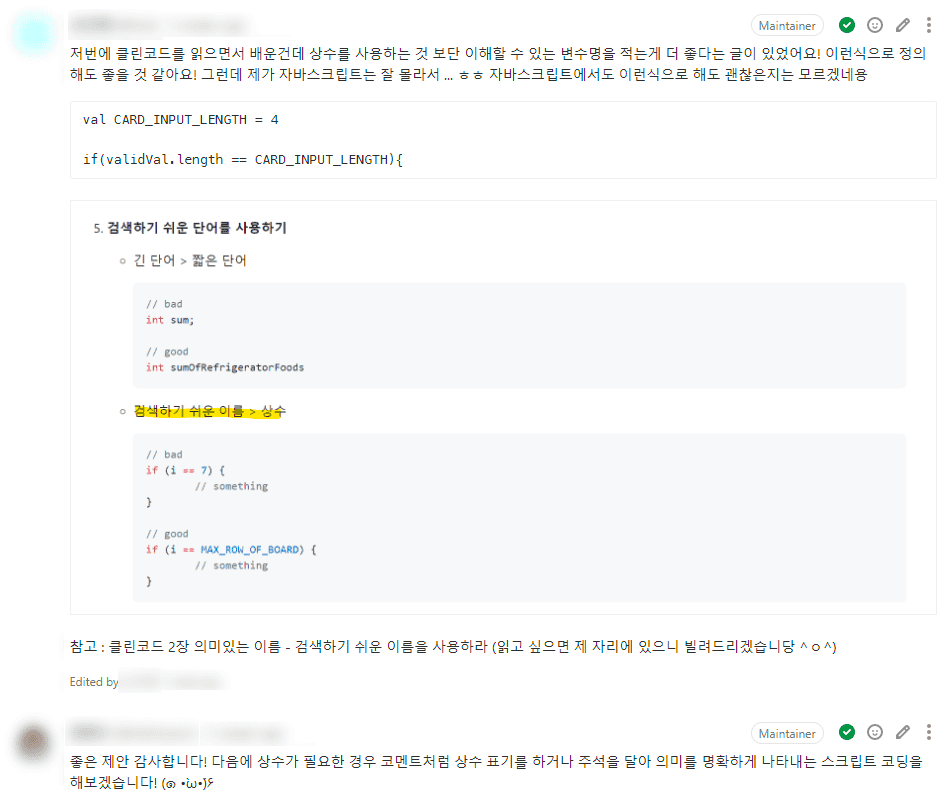 Maintainer
저번에 클린코드를 읽으면서 배운건데 상수를 사용하는 것 보단 이해할 수 있는 변수명을 적는게 더 좋다는 글이 있었어요! 이런식으로 정의
해도 좋을 것 같아요! 그런데 제가 자바스크립트는 잘 몰라서 ... ㅎㅎ 자바스크립트에서도 이런식으로 해도 괜찮은지는 모르겠네용
val CARD_INPUT_LENGTH = 4
if(validVal.length == CARD_INPUT_LENGTH){
5. 검색하기 쉬운 단어를 사용하기
긴 단어 > 짧은 단어
// bad
int sum;
// good
int sumOfRefrigeratorFoods
검색하기 쉬운 이름 > 상수
// bad
if (i == 7) {
// something
}
// good
if (i == MAX_ROW_OF_BOARD) {
// something
}
참고 : 클린코드 2장 의미있는 이름 - 검색하기 쉬운 이름을 사용하라 (읽고 싶으면 제 자리에 있으니 빌려드리겠습니당 ^ㅇ^)
Edited by
Maintainer
좋은 제안 감사합니다! 다음에 상수가 필요한 경우 코멘트처럼 상수 표기를 하거나 주석을 달아 의미를 명확하게 나타내는 스크립트 코딩을
해보겠습니다! (๑•̀ω•́)۶